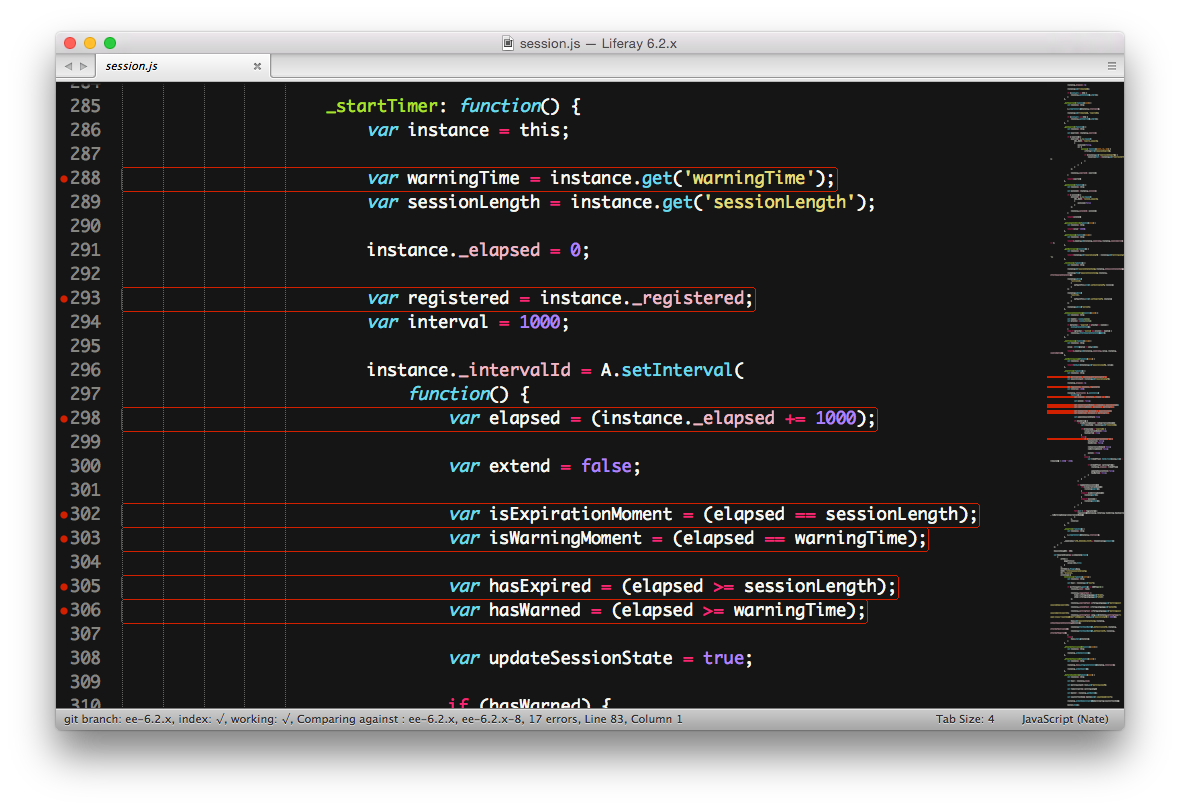 session.js — Liferay 6.2.x
session.js
285 _startTimer: function() {
286 var instance = this;
287
288 var warningTime = instance.get('warningTime');
289 var sessionLength = instance.get('sessionLength');
290
291 instance._elapsed = 0;
292
293 var registered = instance._registered;
294 var interval = 1000;
295
296 instance._intervalId = A.setInterval(
297 function() {
298 var elapsed = (instance._elapsed += 1000);
299
300 var extend = false;
301
302 var isExpirationMoment = (elapsed == sessionLength);
303 var isWarningMoment = (elapsed == warningTime);
304
305 var hasExpired = (elapsed >= sessionLength);
306 var hasWarned = (elapsed >= warningTime);
307
308 var updateSessionState = true;
309
310 if (hasWarned) {
git branch: ee-6.2.x, index: √, working: √, Comparing against : ee-6.2.x, ee-6.2.x-8, 17 errors, Line 83, Column 1 Tab Size: 4 JavaScript (Nate)